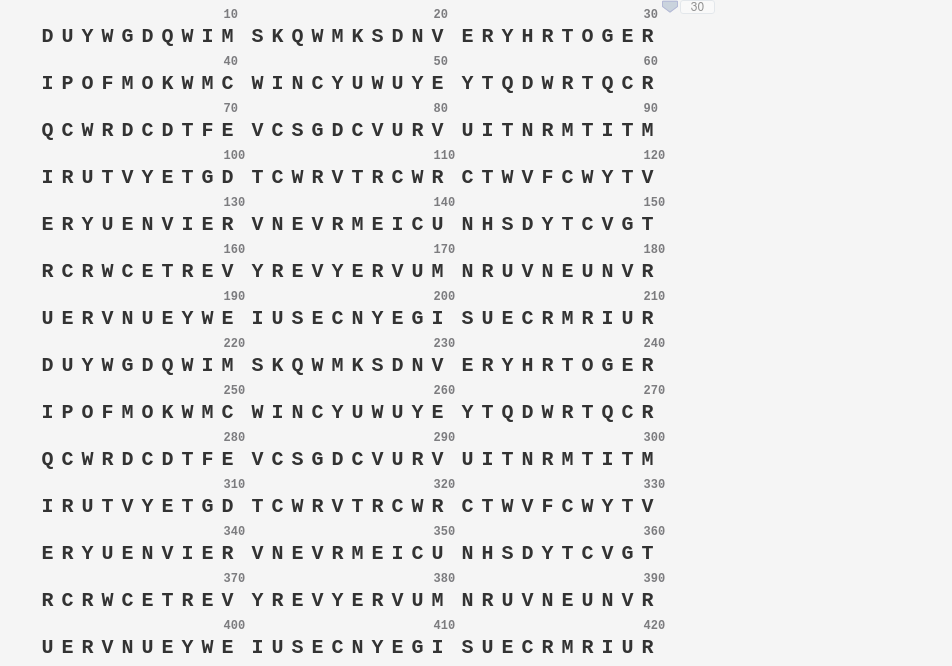 30
10 20 30
DUYWGDQWIM SKQWMKSDNV ERYHRTOGER
40 50 60
IPOFMOKWMC WINCYUWUYE YTQDWRTQCR
70 80 90
QCWRDCDTFE VCSGDCVURV UITNRMTITM
100 110 120
IRUTVYETGD TCWRVTRCWR CTWVFCWYTV
130 140 150
ERYUENVIER VNEVRMEICU NHSDYTCVGT
160 170 180
RCRWCETREV YREVYERVUM NRUVNEUNVR
190 200 210
UERVNUEYWE IUSECNYEGI SUECRMRIUR
220 230 240
DUYWGDQWIM SKQWMKSDNV ERYHRTOGER
250 260 270
IPOFMOKWMC WINCYUWUYE YTQDWRTQCR
280 290 300
QCWRDCDTFE VCSGDCVURV UITNRMTITM
310 320 330
IRUTVYETGD TCWRVTRCWR CTWVFCWYTV
340 350 360
ERYUENVIER VNEVRMEICU NHSDYTCVGT
370 380 390
RCRWCETREV YREVYERVUM NRUVNEUNVR
400 410 420
UERVNUEYWE IUSECNYEGI SUECRMRIUR